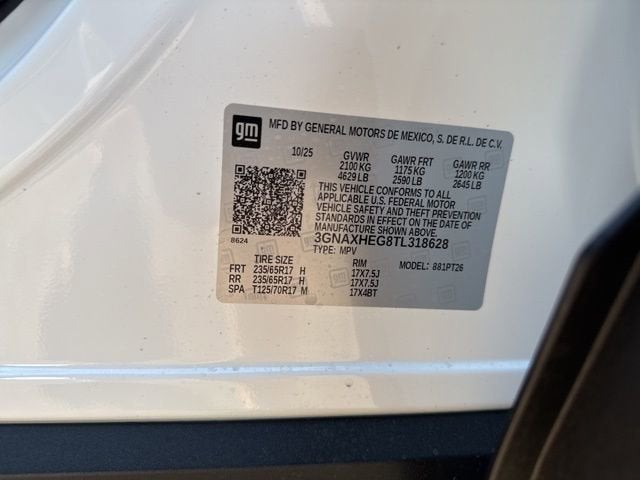 gm
MFD BY GENERAL MOTORS DE MEXICO, S. DE R.L. DE C.V.
10/25 GVWR GAWR FRT GAWR RR
2100 KG 1175 KG 1200 KG
4629 LB 2590 LB 2645 LB
THIS VEHICLE CONFORMS TO ALL
APPLICABLE U.S. FEDERAL MOTOR
VEHICLE SAFETY AND THEFT PREVENTION
STANDARDS IN EFFECT ON THE DATE OF
MANUFACTURE SHOWN ABOVE.
3GNAXHEG8TL318628
8624
TYPE: MPV
TIRE SIZE RIM MODEL: 881PT26
FRT 235/65R17 H 17X7.5J
RR 235/65R17 H 17X7.5J
SPA T125/70R17 M 17X4BT